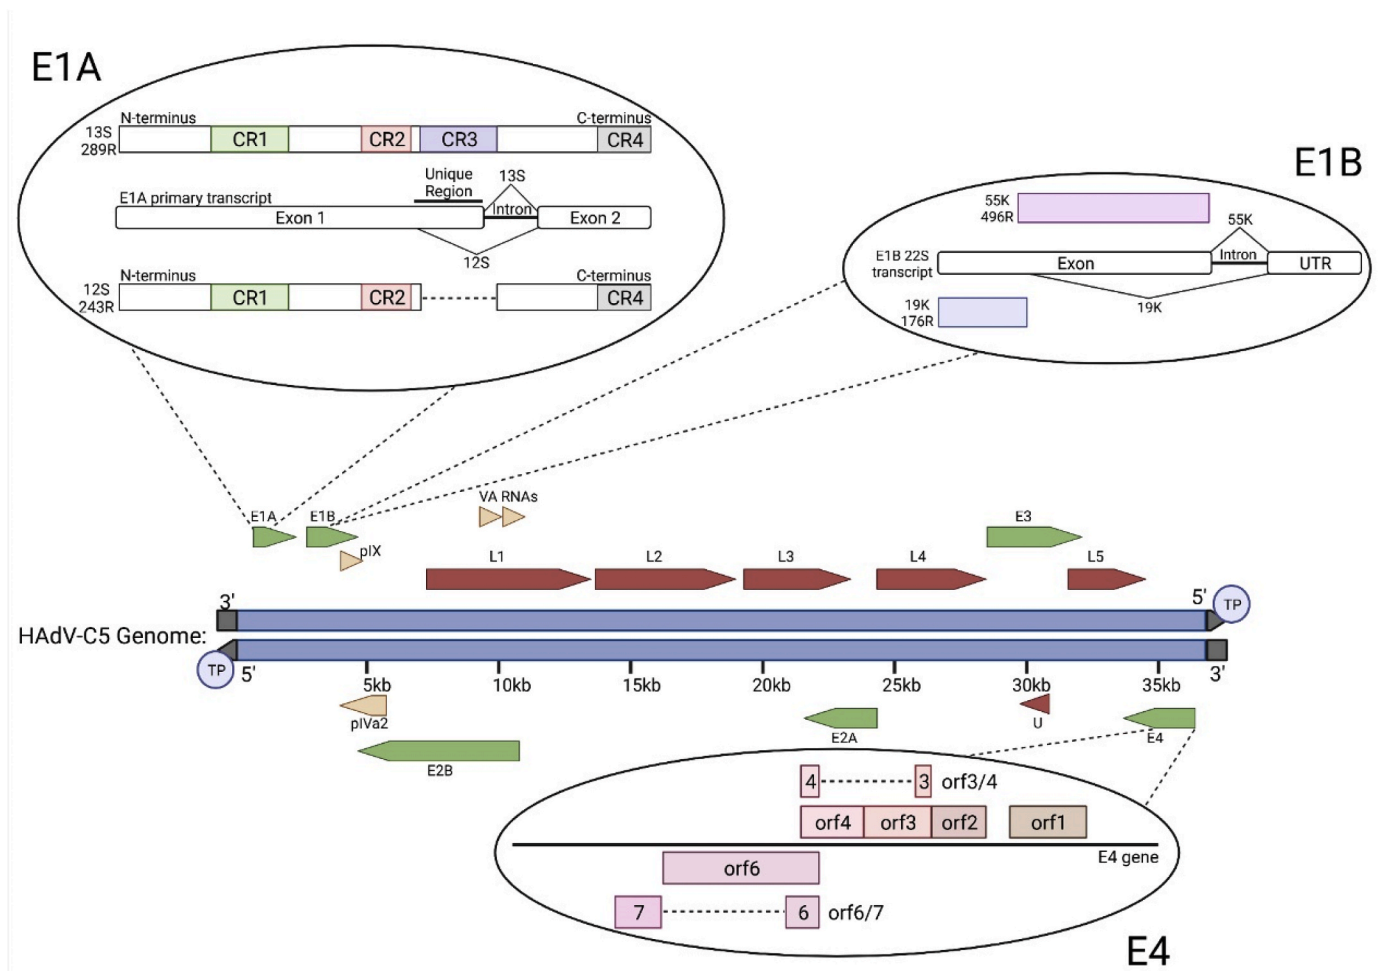 E1A
N-terminus
C-terminus
13S
289R
CR1
CR2
CR3
CR4
Unique
Region
13S
E1A primary transcript
Exon 1
Intron
Exon 2
12S
N-terminus
C-terminus
12S
243R
CR1
CR2
CR4
E1B
55K
496R
55K
E1B 22S
transcript
Exon
Intron
UTR
19K
176R
19K
VA RNAs
E1A
E1B
E3
pIX
L1
L2
L3
L4
L5
3'
5'
TP
HAdV-C5 Genome:
TP
5'
3'
5kb
10kb
15kb
20kb
25kb
30kb
35kb
pIVa2
U
E2A
E4
E2B
4
3
orf3/4
orf4
orf3
orf2
orf1
E4 gene
orf6
7
6
orf6/7
E4